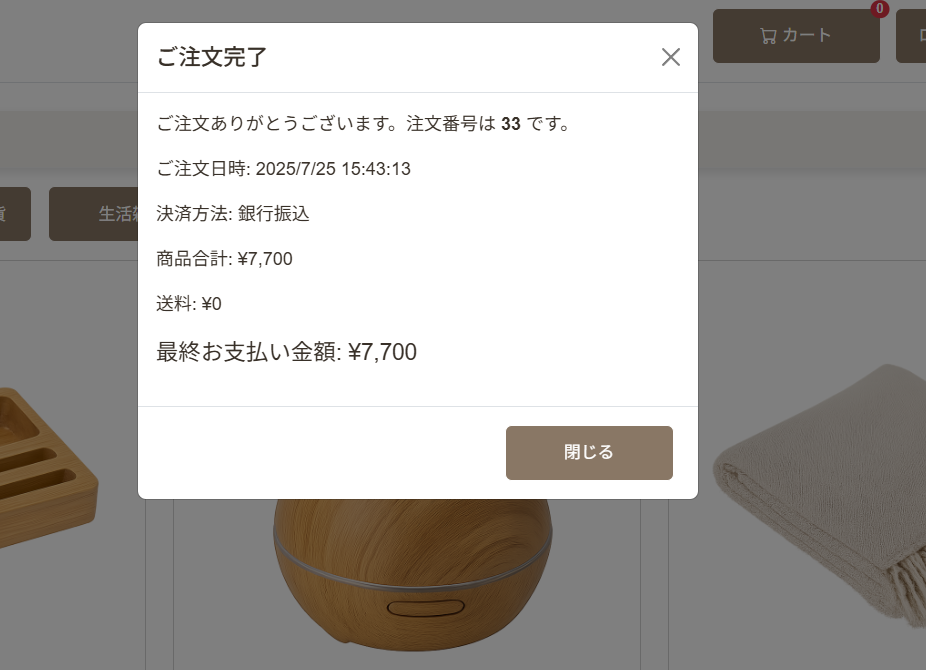 0
カート
ご注文完了
ご注文ありがとうございます。注文番号は 33 です。
ご注文日時: 2025/7/25 15:43:13
決済方法: 銀行振込
商品合計: ¥7,700
送料: ¥0
最終お支払い金額: ¥7,700
閉じる
生活